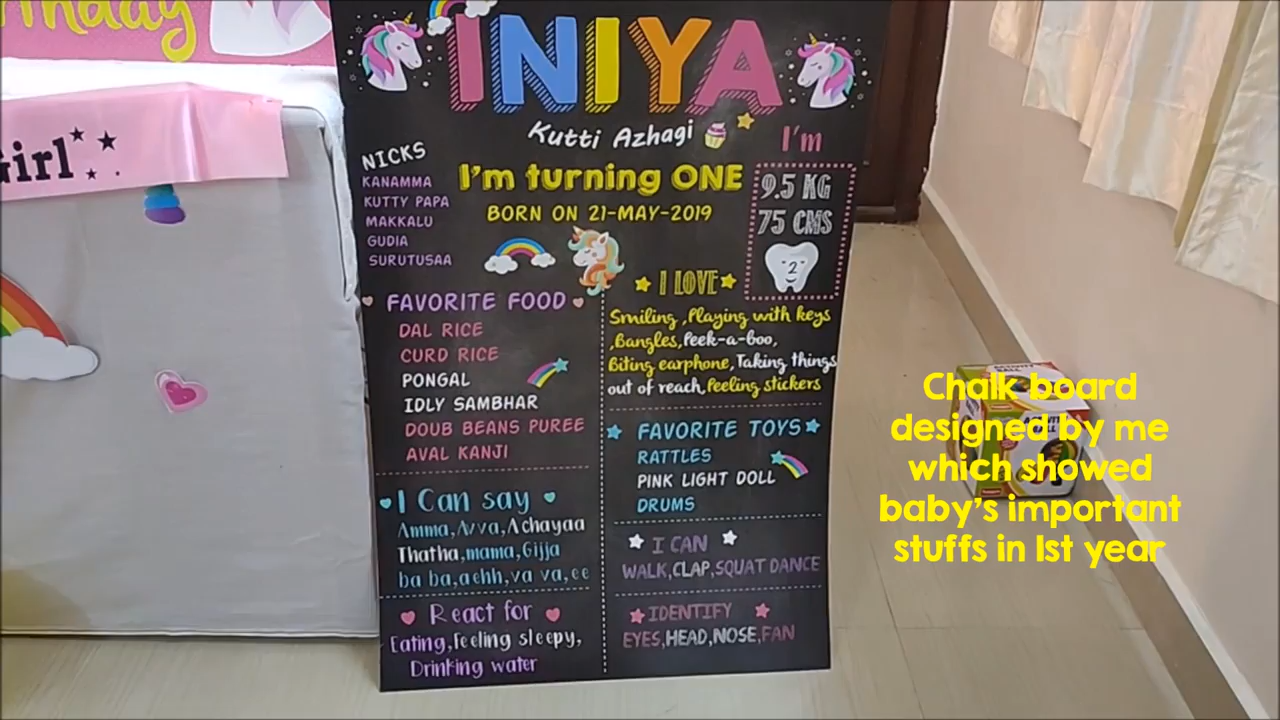 rthday
Girl
INIYA
Kutti Azhagi
NICKS
KANAMMA
KUTTY PAPA
MAKKALU
GUDIA
SURUTUSAA
I'm turning ONE
BORN ON 21-MAY-2019
I'm
9.5 KG
75 CMS
2
FAVORITE FOOD
DAL RICE
CURD RICE
PONGAL
IDLY SAMBHAR
DOUB BEANS PUREE
AVAL KANJI
I LOVE
Smiling ,Playing with keys
,Bangles,Peek-a-boo,
Biting earphone,Taking things
out of reach,Peeling stickers
FAVORITE TOYS
RATTLES
PINK LIGHT DOLL
DRUMS
I Can say
Amma,Avva,Achayaa
Thatha,mama,Gijja
ba ba,aehh,va va,ee
I CAN
WALK,CLAP,SQUAT DANCE
React for
Eating,feeling sleepy,
Drinking water
IDENTIFY
EYES,HEAD,NOSE,FAN
Chalk board
designed by me
which showed
baby's important
stuffs in 1st year